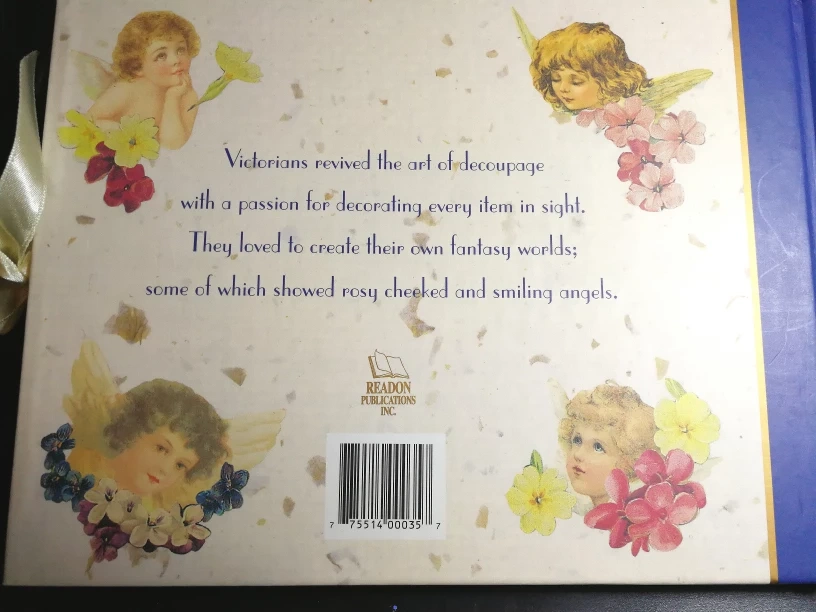 Victorians revived the art of decoupage
with a passion for decorating every item in sight.
They loved to create their own fantasy worlds;
some of which showed rosy cheeked and smiling angels.
READON
PUBLICATIONS
INC.
7 75514 00035 7